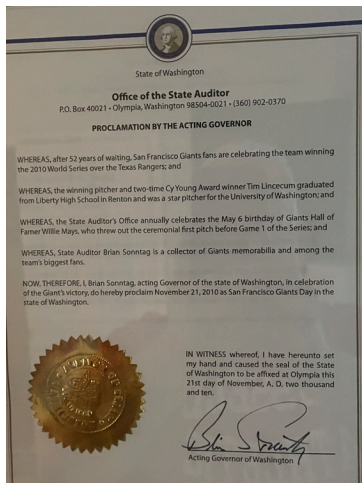 State of Washington
Office of the State Auditor
P.O. Box 40021 • Olympia, Washington 98504-0021 • (360) 902-0370
PROCLAMATION BY THE ACTING GOVERNOR
WHEREAS, after 52 years of waiting, San Francisco Giants fans are celebrating the team winning
the 2010 World Series over the Texas Rangers; and
WHEREAS, the winning pitcher and two-time Cy Young Award winner Tim Lincecum graduated
from Liberty High School in Renton and was a star pitcher for the University of Washington; and
WHEREAS, the State Auditor's Office annually celebrates the May 6 birthday of Giants Hall of
Famer Willie Mays, who threw out the ceremonial first pitch before Game 1 of the Series; and
WHEREAS, State Auditor Brian Sonntag is a collector of Giants memorabilia and among the
team's biggest fans.
NOW, THEREFORE, I, Brian Sonntag, acting Governor of the state of Washington, in celebration
of the Giant's victory, do hereby proclaim November 21, 2010 as San Francisco Giants Day in the
state of Washington.
IN WITNESS whereof, I have hereunto set
my hand and caused the seal of the State
of Washington to be affixed at Olympia this
21st day of November, A. D. two thousand
and ten.
Acting Governor of Washington